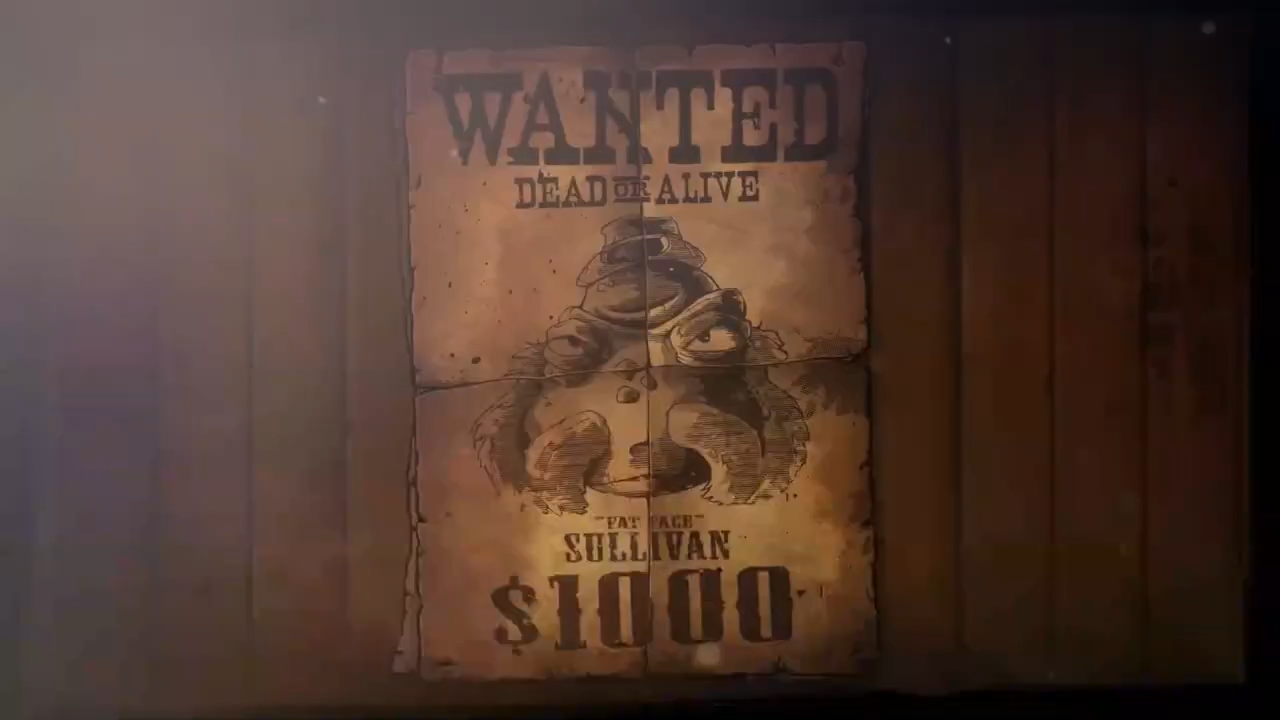 WANTED
DEAD OR ALIVE
"FAT FACE"
SULLIVAN
$1000